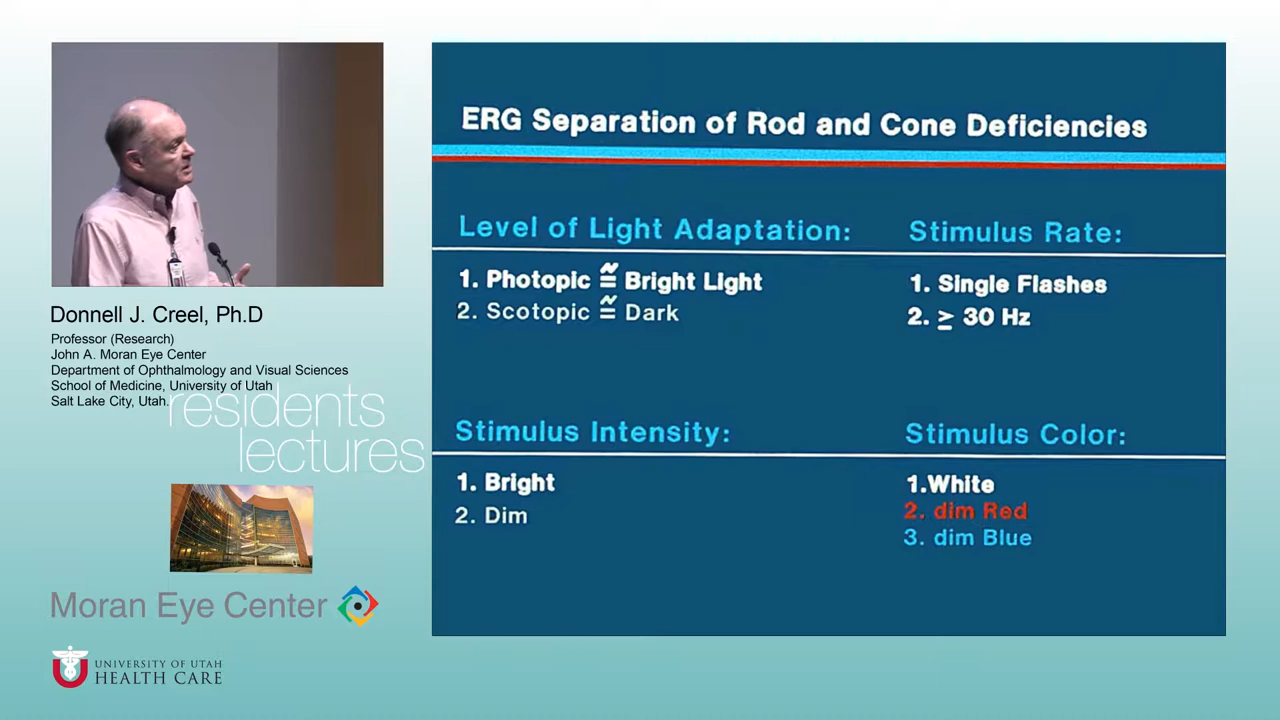 ERG Separation of Rod and Cone Deficiencies
Level of Light Adaptation:
1. Photopic ≅ Bright Light
2. Scotopic ≅ Dark
Stimulus Rate:
1. Single Flashes
2. ≥ 30 Hz
Stimulus Intensity:
1. Bright
2. Dim
Stimulus Color:
1.White
2. dim Red
3. dim Blue
Donnell J. Creel, Ph.D
Professor (Research)
John A. Moran Eye Center
Department of Ophthalmology and Visual Sciences
School of Medicine, University of Utah
Salt Lake City, Utah.
residents
lectures
Moran Eye Center
UNIVERSITY OF UTAH
HEALTH CARE